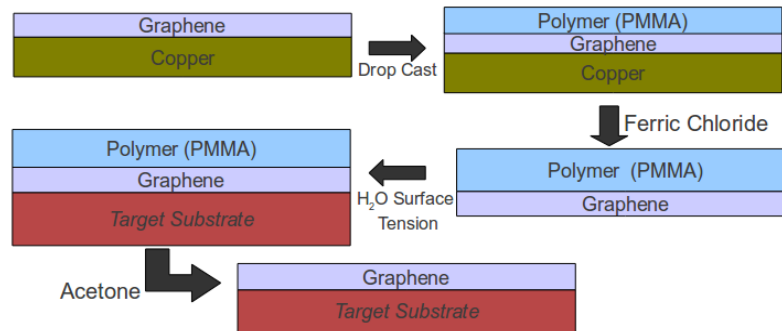 Graphene
Copper
Drop Cast
Polymer (PMMA)
Graphene
Copper
Ferric Chloride
Polymer (PMMA)
Graphene
H₂O Surface
Tension
Polymer (PMMA)
Graphene
Target Substrate
Acetone
Graphene
Target Substrate